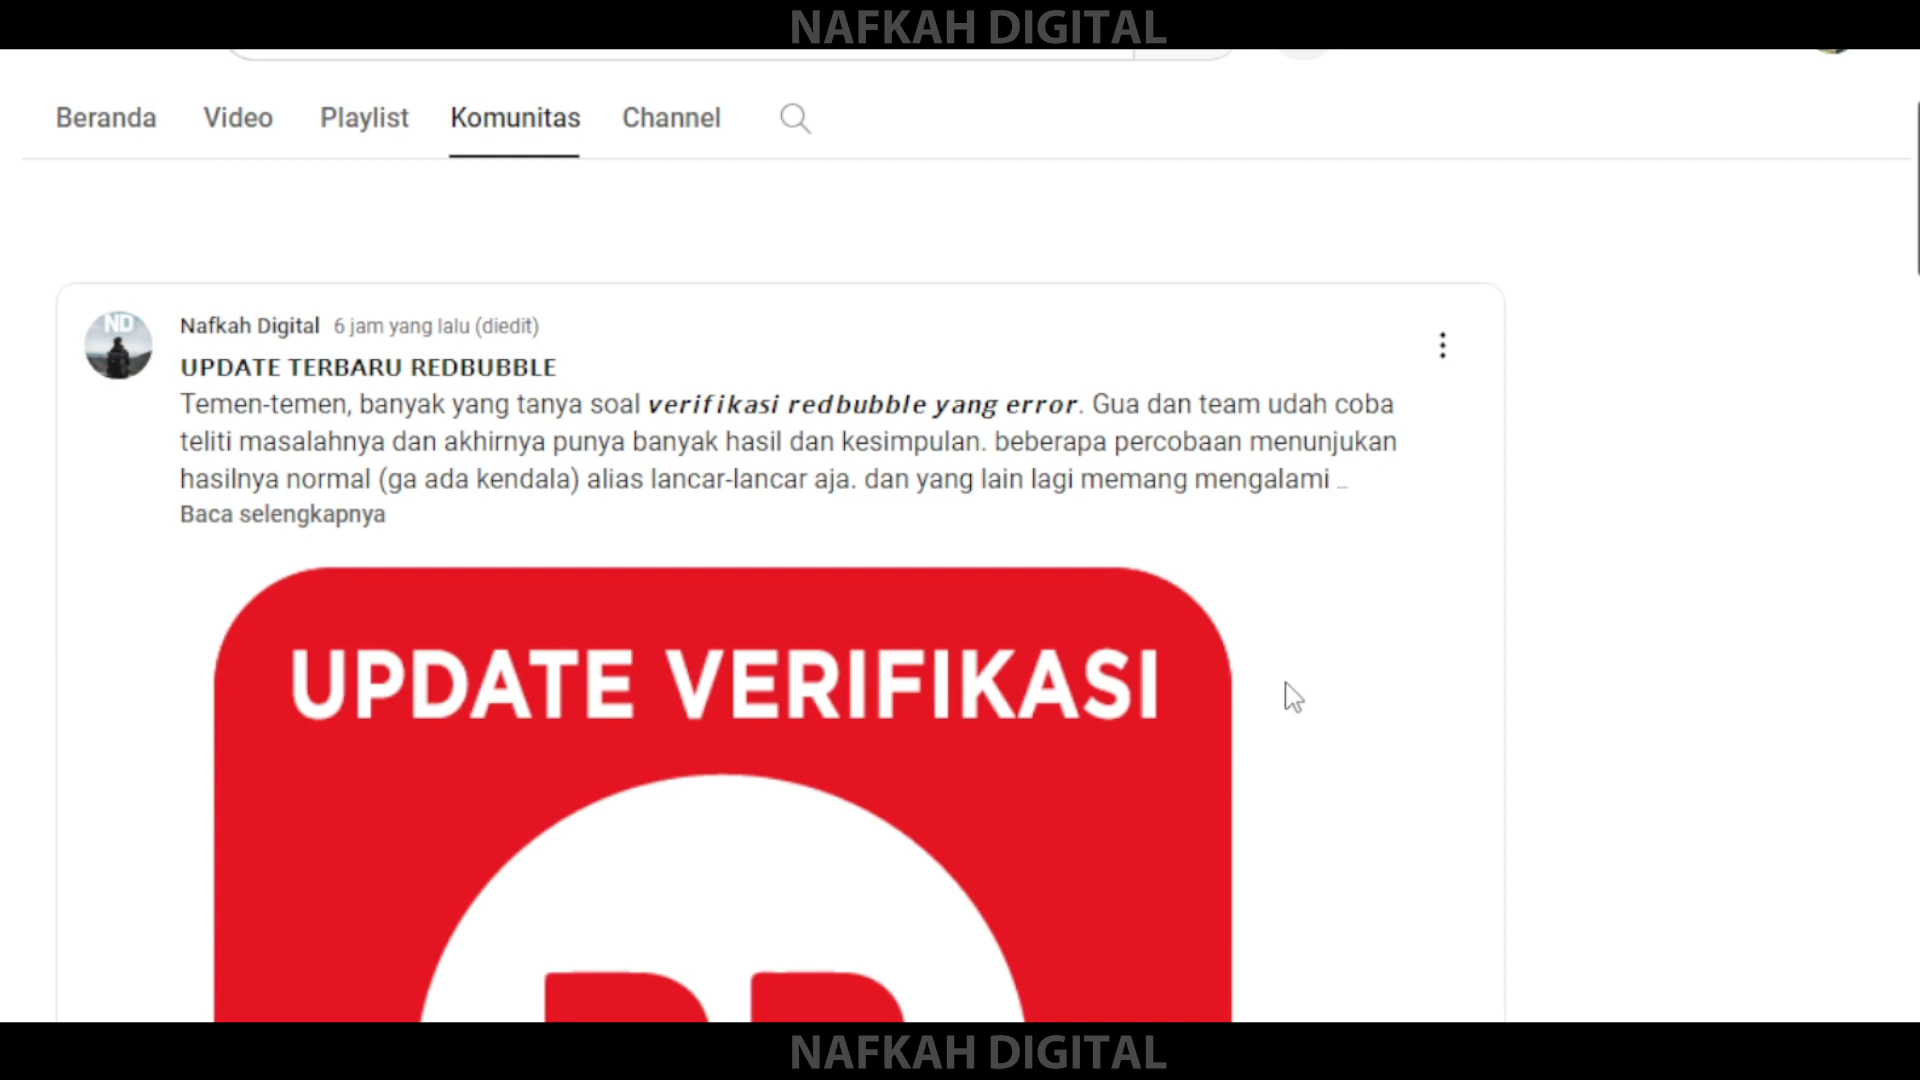 NAFKAH DIGITAL
Beranda Video Playlist Komunitas Channel
ND
Nafkah Digital 6 jam yang lalu (diedit)
UPDATE TERBARU REDBUBBLE
Temen-temen, banyak yang tanya soal verifikasi redbubble yang error. Gua dan team udah coba
teliti masalahnya dan akhirnya punya banyak hasil dan kesimpulan. beberapa percobaan menunjukan
hasilnya normal (ga ada kendala) alias lancar-lancar aja. dan yang lain lagi memang mengalami ...
Baca selengkapnya
UPDATE VERIFIKASI
NAFKAH DIGITAL